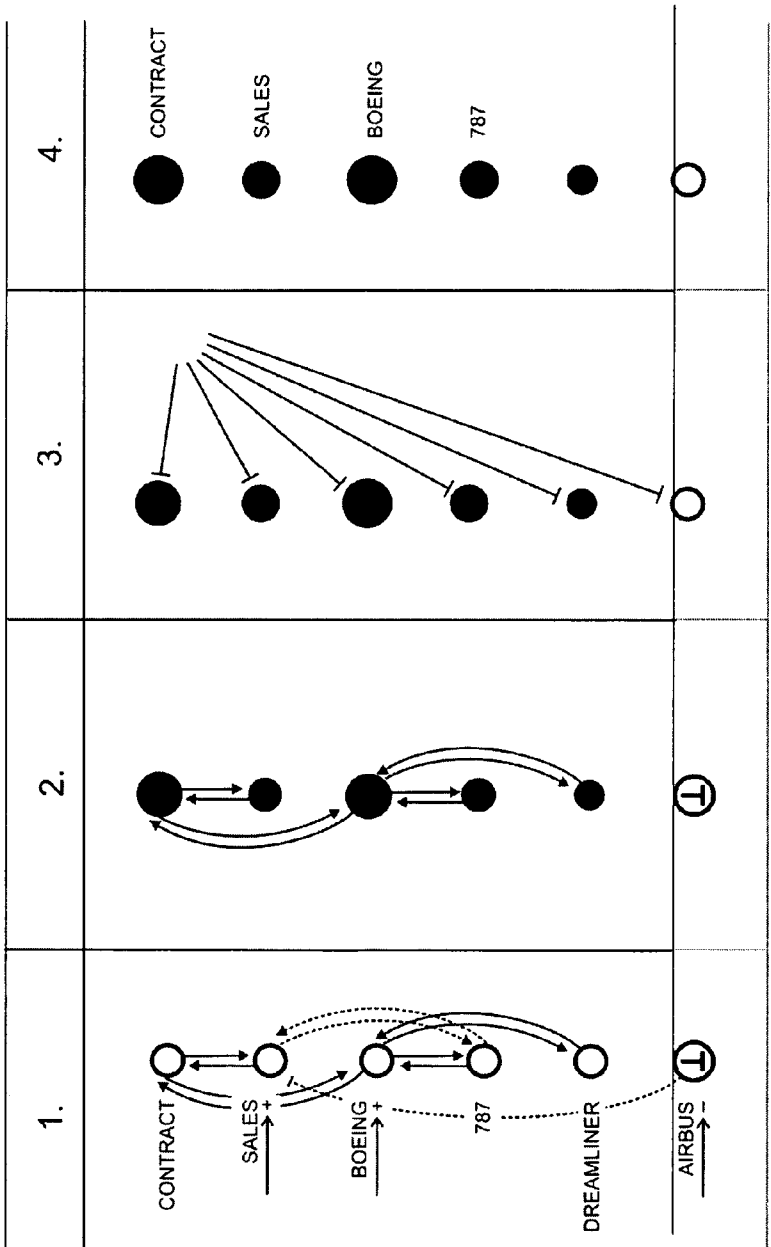 1.
2.
3.
4.
CONTRACT
SALES +
BOEING +
787
DREAMLINER
AIRBUS −
T
T
CONTRACT
SALES
BOEING
787